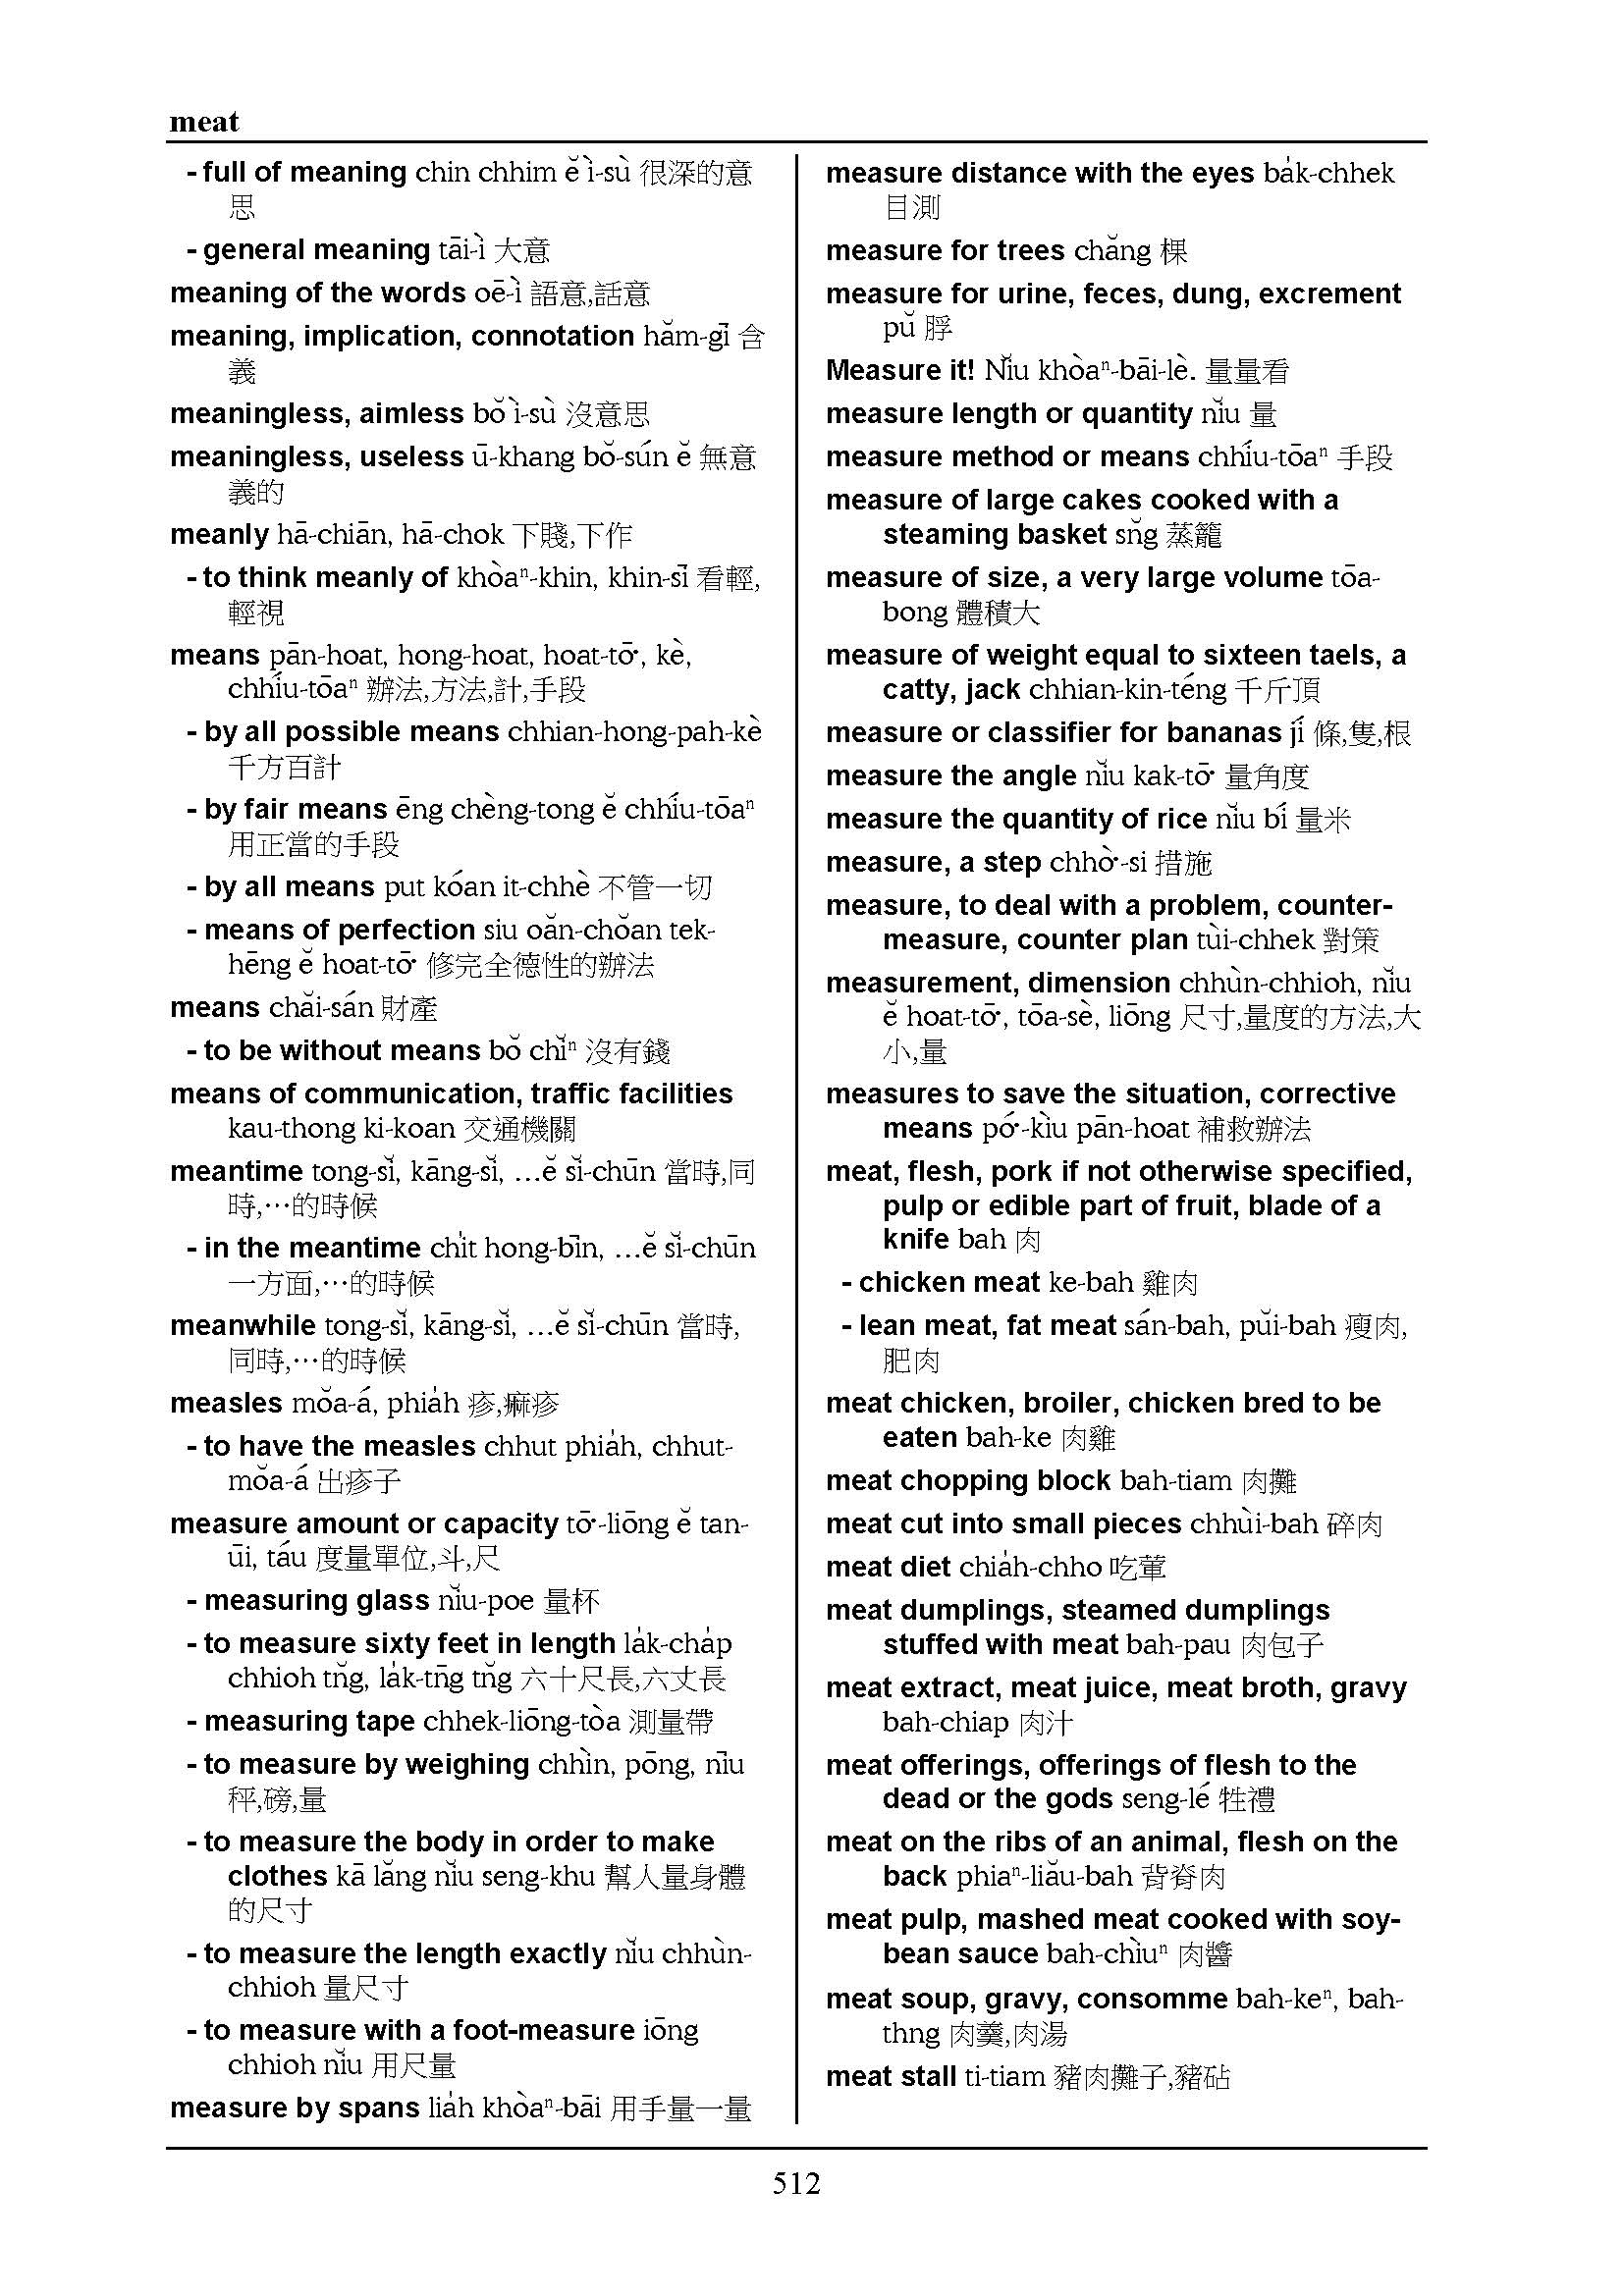 meat
- full of meaning chin chhim ĕ ì-sù 很深的意
思
- general meaning tāi-ì 大意
meaning of the words oē-ì 語意,話意
meaning, implication, connotation hăm-gī 含
義
meaningless, aimless bŏ ì-sù 沒意思
meaningless, useless ū-khang bŏ-sún ĕ 無意
義的
meanly hā-chiān, hā-chok 下賤,下作
- to think meanly of khòaⁿ-khin, khin-sī 看輕,
輕視
means pān-hoat, hong-hoat, hoat-tō͘, kè,
chhíu-tōaⁿ 辦法,方法,計,手段
- by all possible means chhian-hong-pah-kè
千方百計
- by fair means ēng chèng-tong ĕ chhíu-tōaⁿ
用正當的手段
- by all means put kóan it-chhè 不管一切
- means of perfection siu oăn-chŏan tek-
hēng ĕ hoat-tō͘ 修完全德性的辦法
means chăi-sán 財產
- to be without means bŏ chĭⁿ 沒有錢
means of communication, traffic facilities
kau-thong ki-koan 交通機關
meantime tong-sĭ, kāng-sĭ, …ĕ sĭ-chūn 當時,同
時,…的時候
- in the meantime chi̍t hong-bīn, …ĕ sĭ-chūn
一方面,…的時候
meanwhile tong-sĭ, kāng-sĭ, …ĕ sĭ-chūn 當時,
同時,…的時候
measles mŏa-á, phia̍h 疹,痲疹
- to have the measles chhut phia̍h, chhut-
mŏa-á 出疹子
measure amount or capacity tō͘-liōng ĕ tan-
ūi, táu 度量單位,斗,尺
- measuring glass nĭu-poe 量杯
- to measure sixty feet in length la̍k-cha̍p
chhioh tn̆g, la̍k-tn̄g tn̆g 六十尺長,六丈長
- measuring tape chhek-liōng-tòa 測量帶
- to measure by weighing chhìn, pōng, nīu
秤,磅,量
- to measure the body in order to make
clothes kā lăng nĭu seng-khu 幫人量身體
的尺寸
- to measure the length exactly nĭu chhùn-
chhioh 量尺寸
- to measure with a foot-measure iōng
chhioh nĭu 用尺量
measure by spans lia̍h khòaⁿ-bāi 用手量一量
measure distance with the eyes ba̍k-chhek
目測
measure for trees chăng 棵
measure for urine, feces, dung, excrement
pŭ 脬
Measure it! Nĭu khòaⁿ-bāi-lè. 量量看
measure length or quantity nĭu 量
measure method or means chhíu-tōaⁿ 手段
measure of large cakes cooked with a
steaming basket sn̆g 蒸籠
measure of size, a very large volume tōa-
bong 體積大
measure of weight equal to sixteen taels, a
catty, jack chhian-kin-téng 千斤頂
measure or classifier for bananas jí 條,隻,根
measure the angle nĭu kak-tō͘ 量角度
measure the quantity of rice nĭu bí 量米
measure, a step chhò͘-si 措施
measure, to deal with a problem, counter-
measure, counter plan tùi-chhek 對策
measurement, dimension chhùn-chhioh, nĭu
ĕ hoat-tō͘, tōa-sè, liōng 尺寸,量度的方法,大
小,量
measures to save the situation, corrective
means pó͘-kìu pān-hoat 補救辦法
meat, flesh, pork if not otherwise specified,
pulp or edible part of fruit, blade of a
knife bah 肉
- chicken meat ke-bah 雞肉
- lean meat, fat meat sán-bah, pŭi-bah 瘦肉,
肥肉
meat chicken, broiler, chicken bred to be
eaten bah-ke 肉雞
meat chopping block bah-tiam 肉攤
meat cut into small pieces chhùi-bah 碎肉
meat diet chia̍h-chho 吃葷
meat dumplings, steamed dumplings
stuffed with meat bah-pau 肉包子
meat extract, meat juice, meat broth, gravy
bah-chiap 肉汁
meat offerings, offerings of flesh to the
dead or the gods seng-lé 牲禮
meat on the ribs of an animal, flesh on the
back phiaⁿ-liău-bah 背脊肉
meat pulp, mashed meat cooked with soy-
bean sauce bah-chìuⁿ 肉醬
meat soup, gravy, consomme bah-keⁿ, bah-
thng 肉羹,肉湯
meat stall ti-tiam 豬肉攤子,豬砧
512